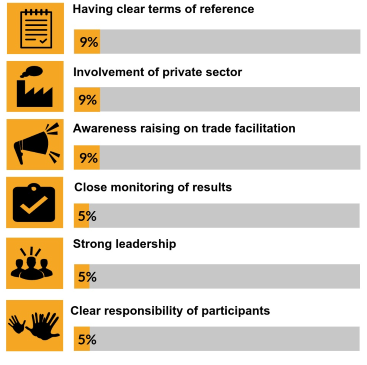 Having clear terms of reference
9%
Involvement of private sector
9%
Awareness raising on trade facilitation
9%
Close monitoring of results
5%
Strong leadership
5%
Clear responsibility of participants
5%